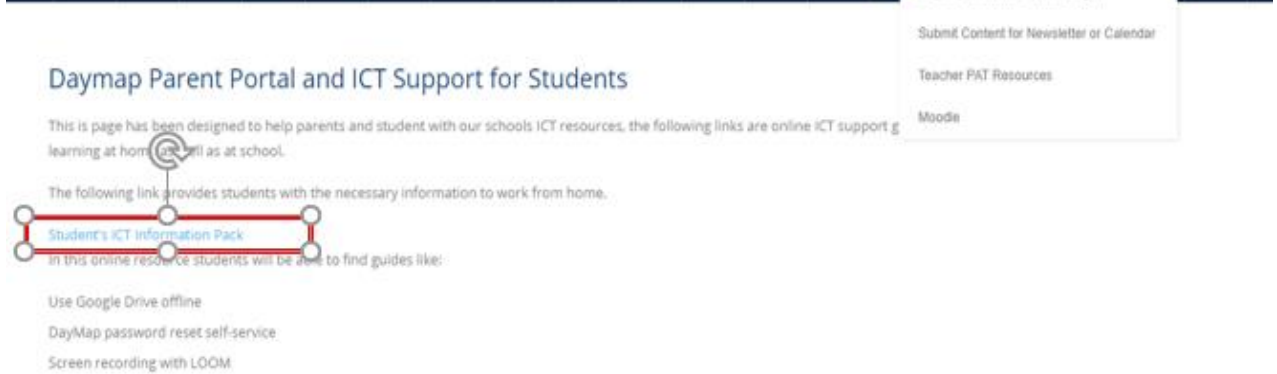 Submit Content for Newsletter or Calendar
Teacher PAT Resources
Moodle
Daymap Parent Portal and ICT Support for Students
This is page has been designed to help parents and student with our schools ICT resources, the following links are online ICT support g
learning at home as well as at school.
The following link provides students with the necessary information to work from home.
Student's ICT Information Pack
In this online resource students will be able to find guides like:
Use Google Drive offline
DayMap password reset self-service
Screen recording with LOOM